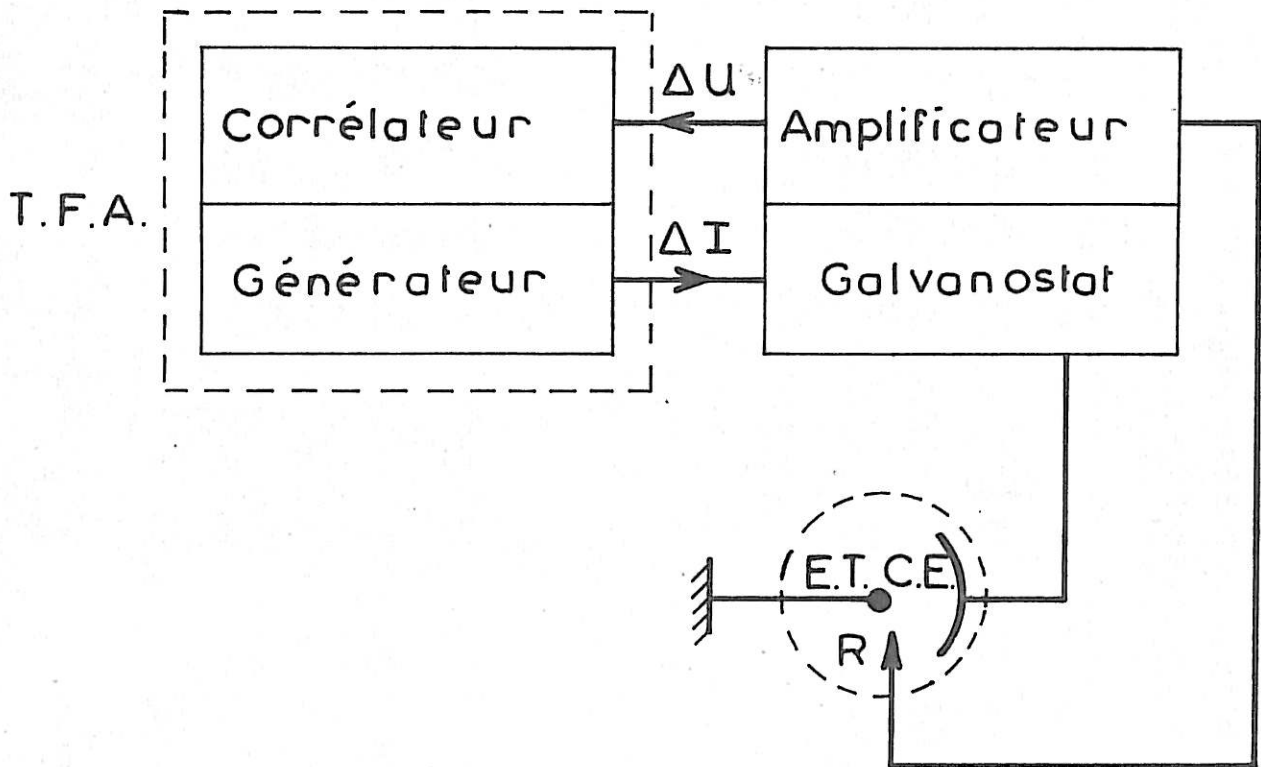 ΔU
Corrélateur
Amplificateur
T.F.A.
ΔI
Générateur
Galvanostat
E.T. C.E.
R